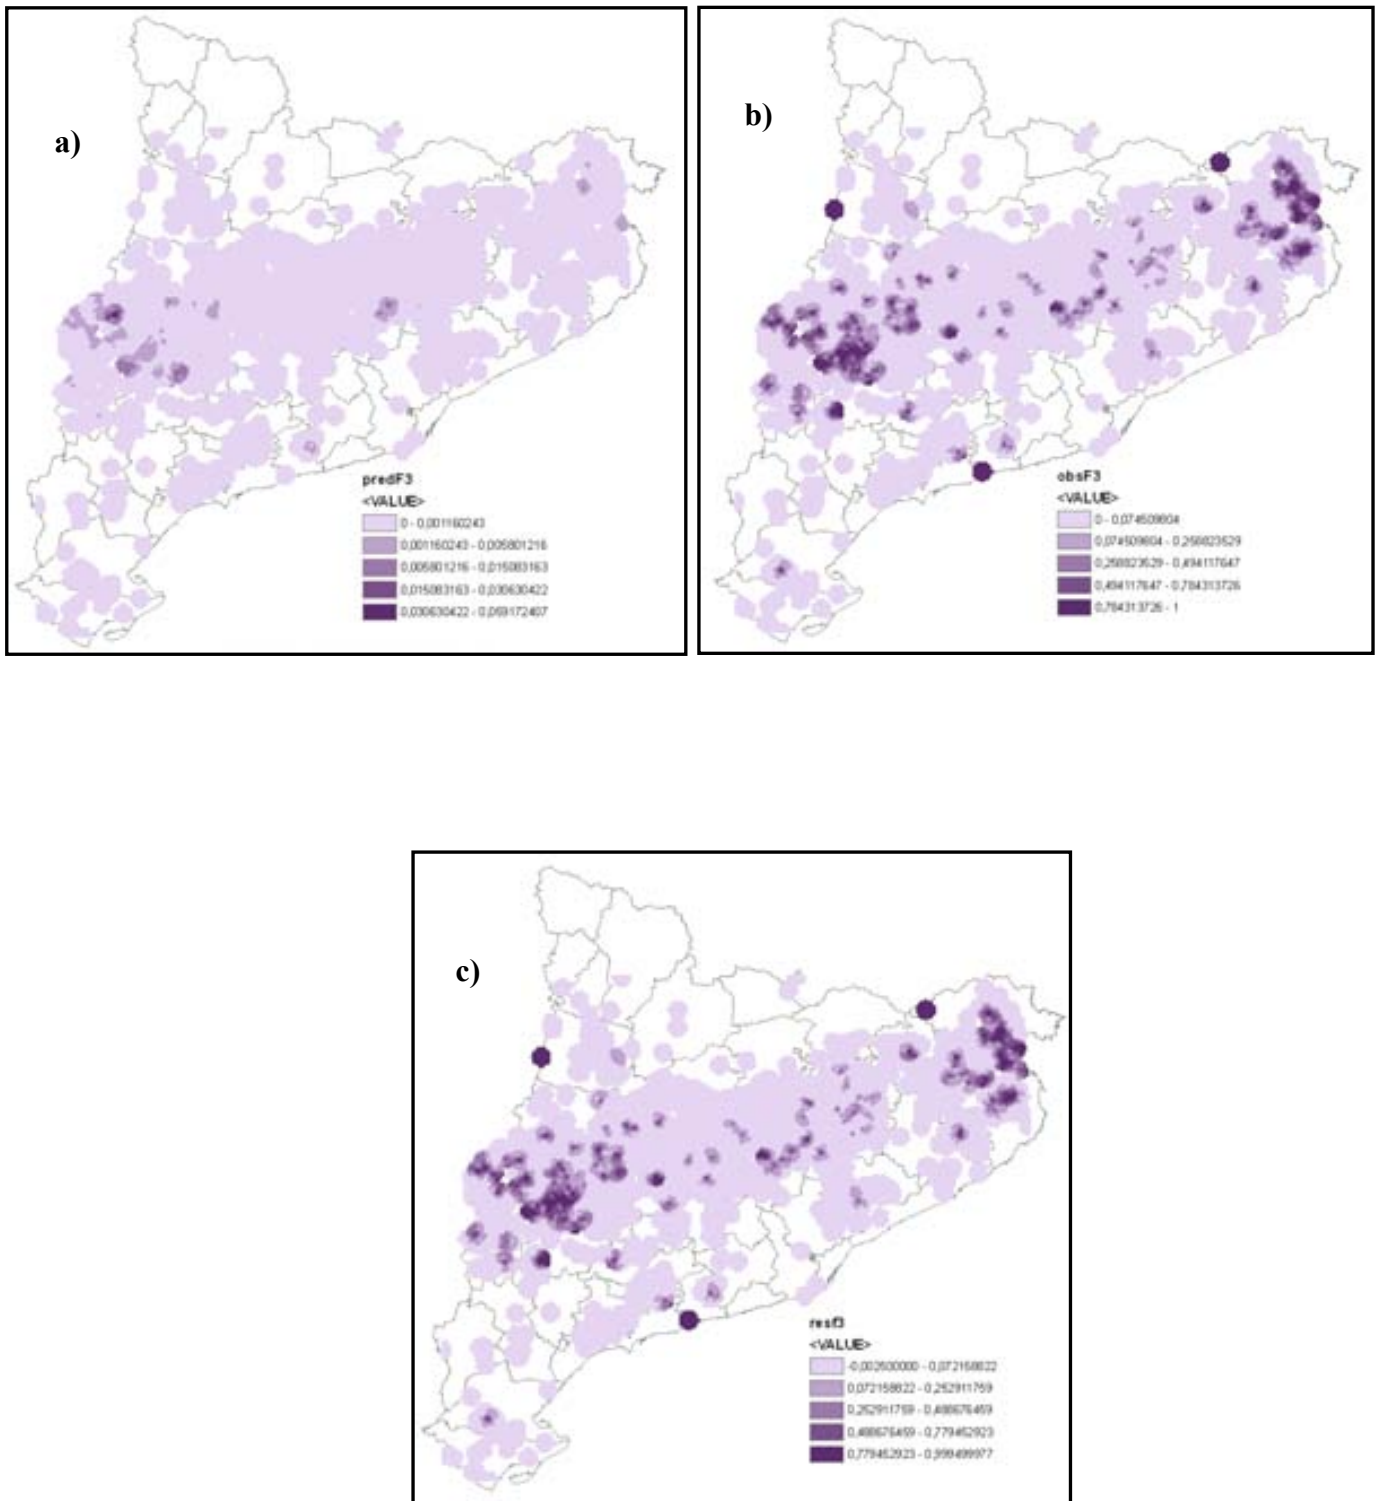 a)
predF3
<VALUE>
0 - 0,001160243
0,001160243 - 0,005801216
0,005801216 - 0,015083163
0,015083163 - 0,030630422
0,030630422 - 0,059172407
b)
obsF3
<VALUE>
0 - 0,074509804
0,074509804 - 0,258823529
0,258823529 - 0,494117647
0,494117647 - 0,784313726
0,784313726 - 1
c)
resf3
<VALUE>
-0,002500000 - 0,072158822
0,072158822 - 0,252911759
0,252911759 - 0,488676469
0,488676469 - 0,779452923
0,779452923 - 0,999499977